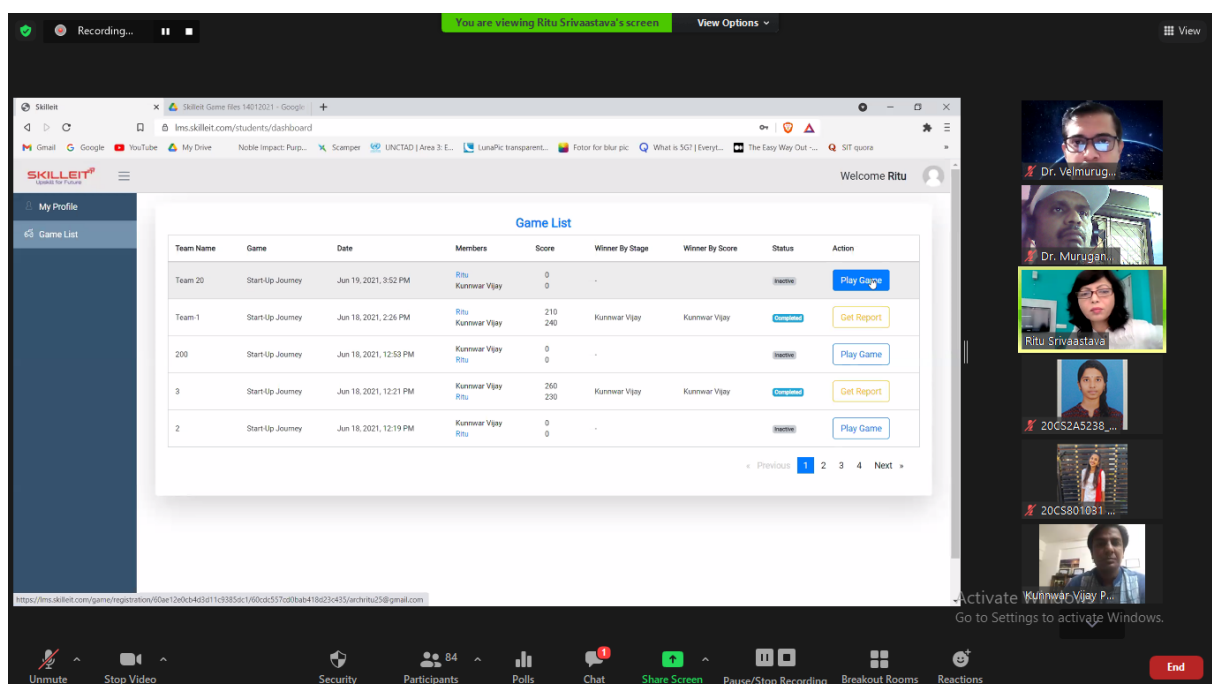 Recording...
You are viewing Ritu Srivaastava's screen
View Options
View
Skilleit
Skilleit Game files 14012021 - Google
lms.skilleit.com/students/dashboard
Gmail Google YouTube My Drive Noble Impact: Purp... Scamper UNCTAD | Area 3: E... LunaPic transparent... Fotor for blur pic What is 5G? | Everyt... The Easy Way Out -... SIT quora
SKILLEIT
Upskill for Future
Welcome Ritu
My Profile
Game List
Game List
Team Name Game Date Members Score Winner By Stage Winner By Score Status Action
Team 20 Start-Up Journey Jun 19, 2021, 3:52 PM Ritu 0 - Inactive Play Game
Kunnwar Vijay 0
Team-1 Start-Up Journey Jun 18, 2021, 2:26 PM Ritu 210 Kunnwar Vijay Kunnwar Vijay Completed Get Report
Kunnwar Vijay 240
200 Start-Up Journey Jun 18, 2021, 12:53 PM Kunnwar Vijay 0 - Inactive Play Game
Ritu 0
3 Start-Up Journey Jun 18, 2021, 12:21 PM Kunnwar Vijay 260 Kunnwar Vijay Kunnwar Vijay Completed Get Report
Ritu 230
2 Start-Up Journey Jun 18, 2021, 12:19 PM Kunnwar Vijay 0 - Inactive Play Game
Ritu 0
« Previous 1 2 3 4 Next »
https://lms.skilleit.com/game/registration/60ae12e0cb4d3d11c9385dc1/60cdc557cd0bab418d23c435/archritu25@gmail.com
Dr. Velmurug...
Dr. Murugan...
Ritu Srivaastava
20CS2A5238_...
20CS801031 ...
Kunnwar Vijay P...
Activate Windows
Go to Settings to activate Windows.
Unmute Stop Video Security Participants 84 Polls Chat 1 Share Screen Pause/Stop Recording Breakout Rooms Reactions End